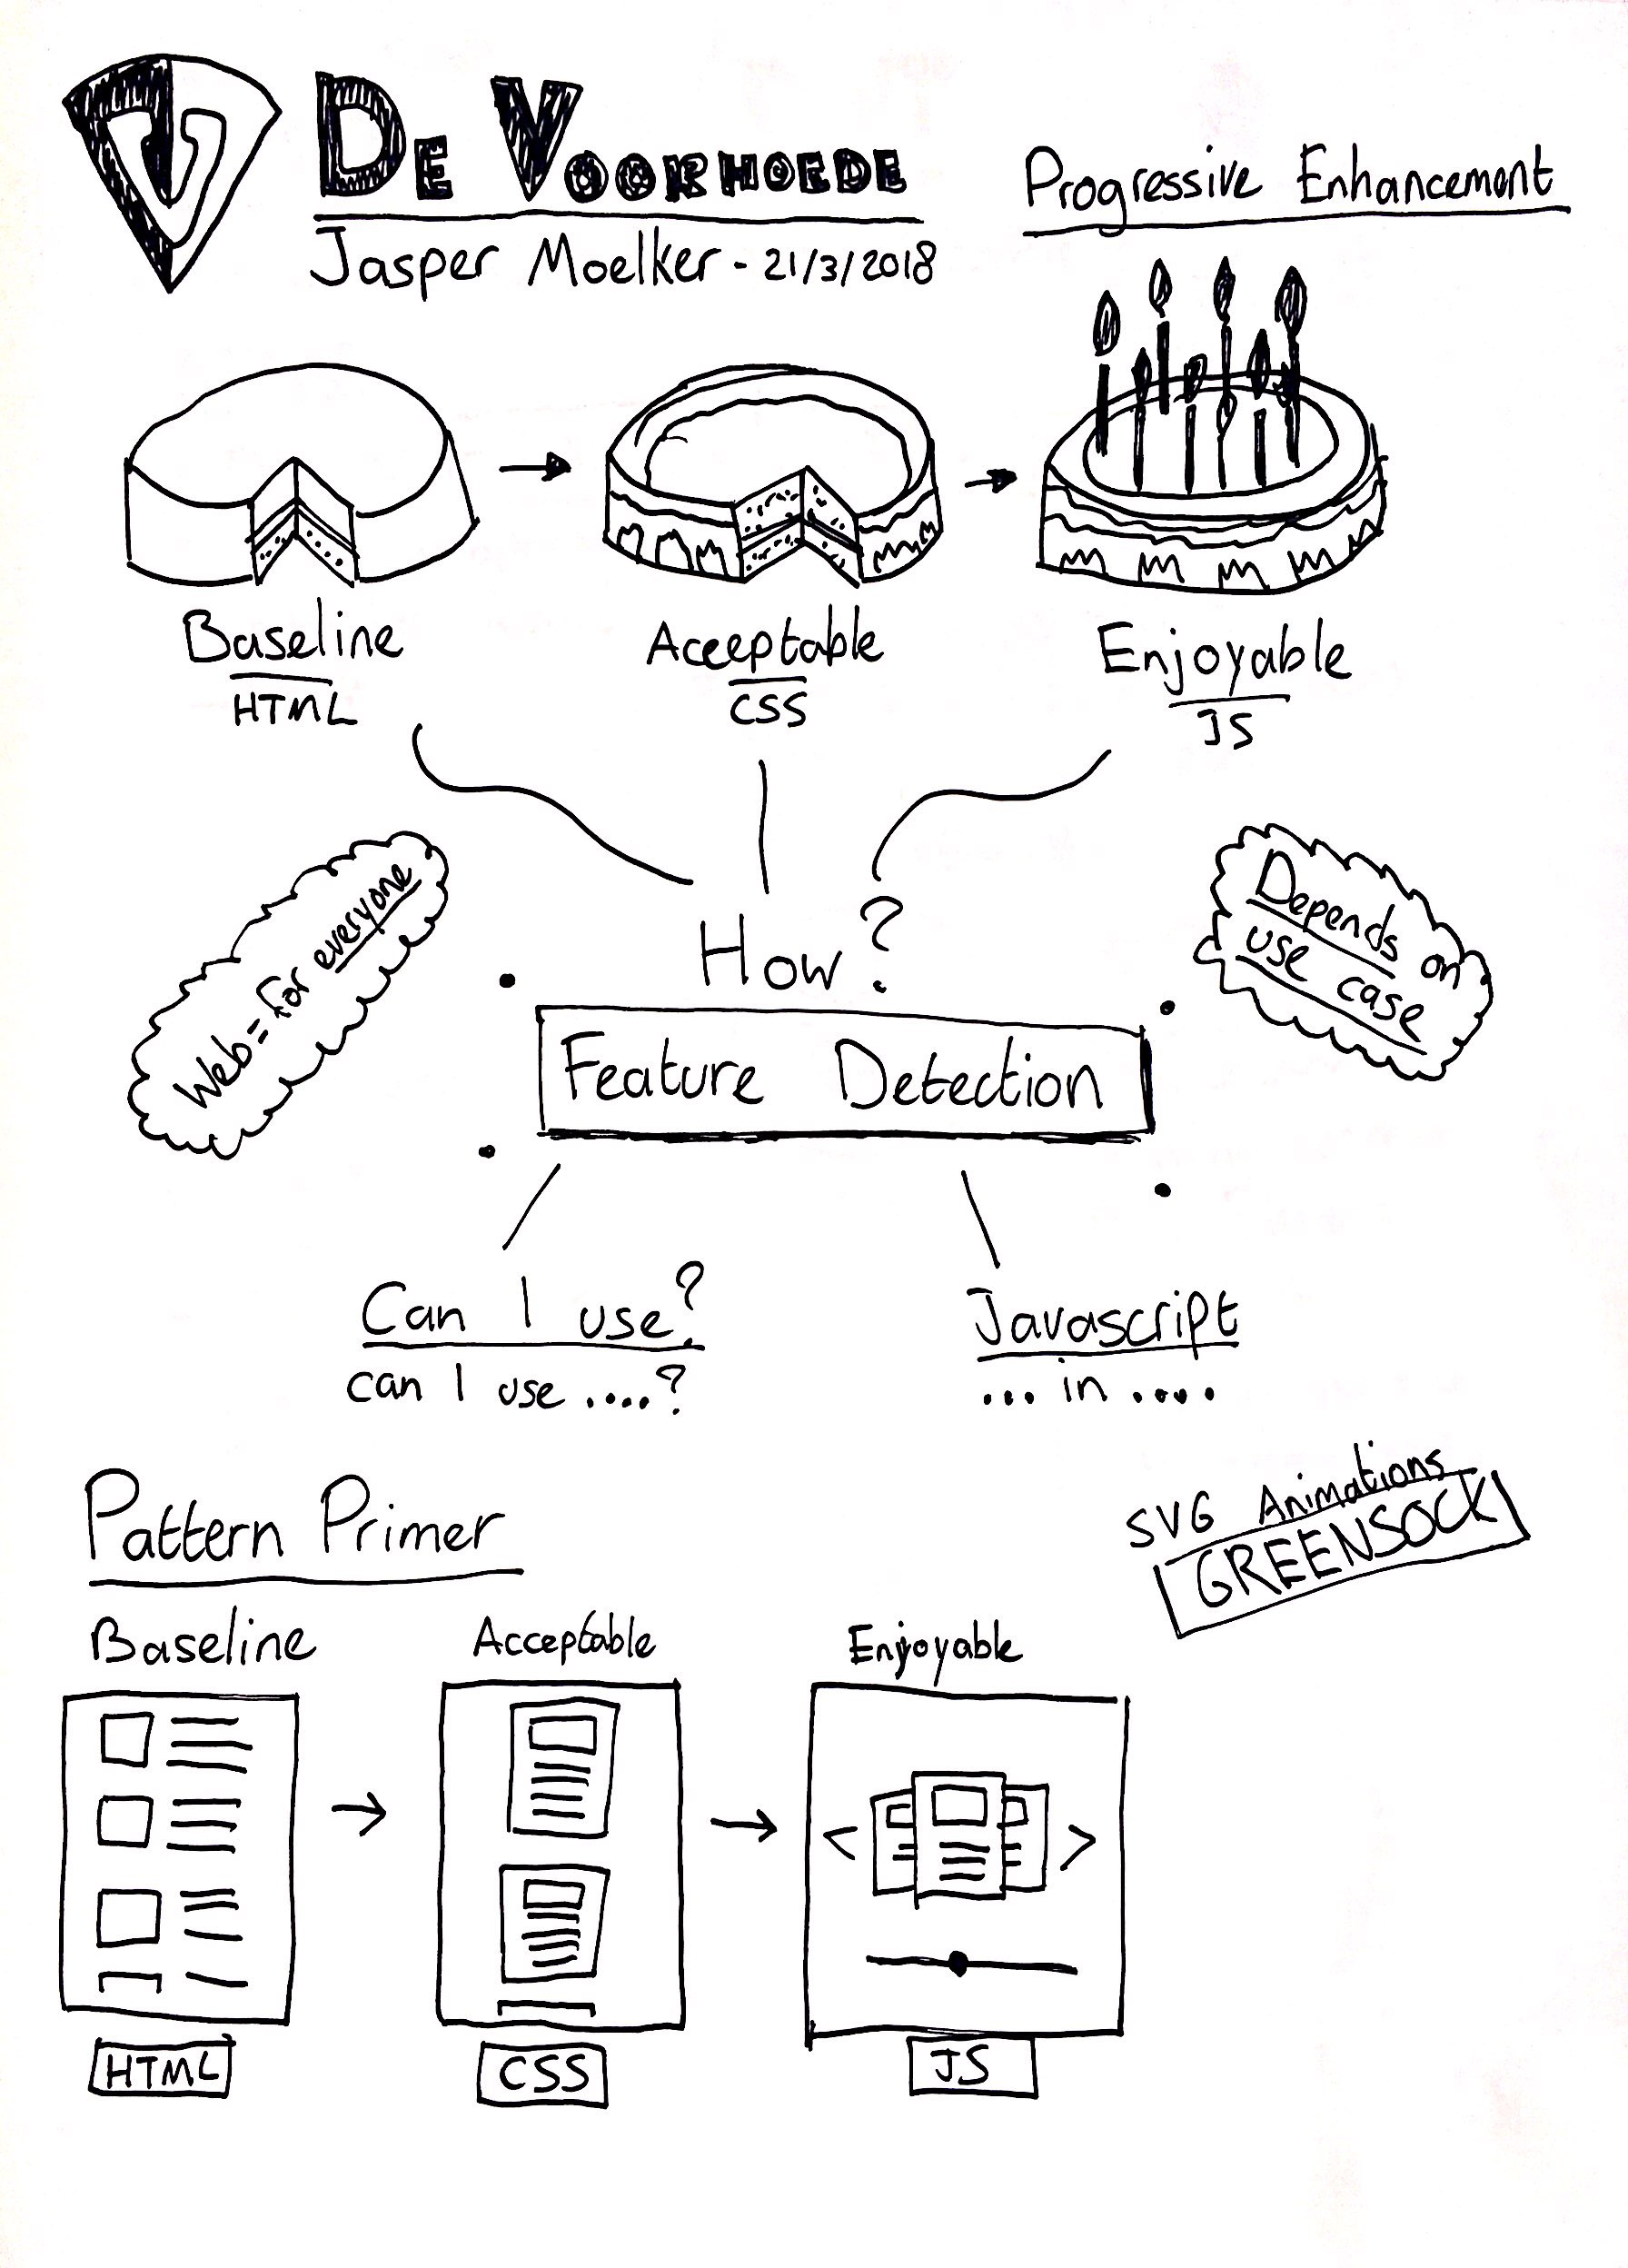 DE VOORHOEDE
Jasper Moelker - 21/3/2018
Progressive Enhancement
Baseline
HTML
Acceptable
CSS
Enjoyable
JS
Web = for everyone
How?
Depends on
use case
Feature Detection
Can I use?
can I use ....?
Javascript
... in ....
Pattern Primer
SVG Animations
GREENSOCK
Baseline
Acceptable
Enjoyable
<
>
HTML
CSS
JS